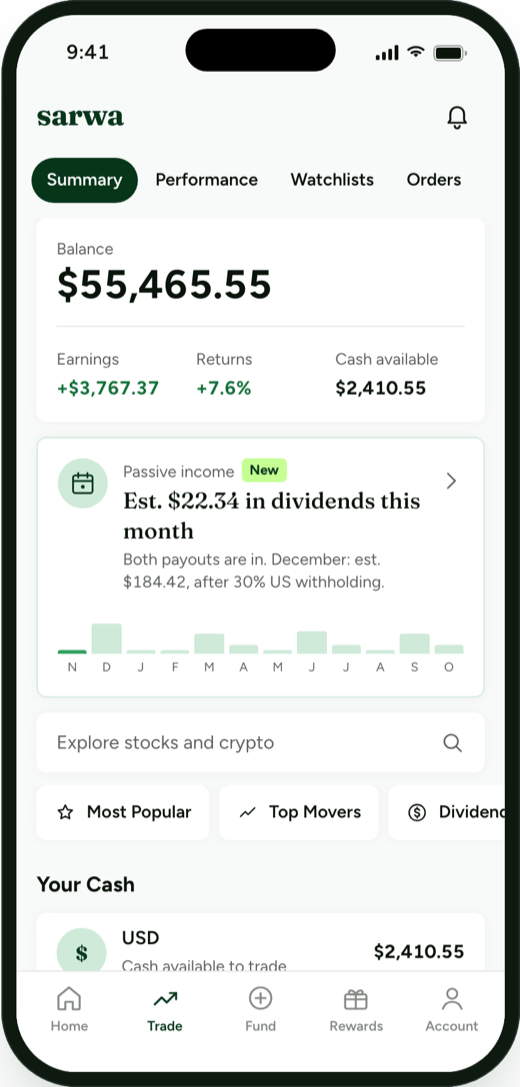 9:41
sarwa
Summary Performance Watchlists Orders
Balance
$55,465.55
Earnings Returns Cash available
+$3,767.37 +7.6% $2,410.55
Passive income New
Est. $22.34 in dividends this
month
Both payouts are in. December: est.
$184.42, after 30% US withholding.
N D J F M A M J J A S O
Explore stocks and crypto
Most Popular Top Movers Dividend
Your Cash
$ USD $2,410.55
Cash available to trade
Home Trade Fund Rewards Account